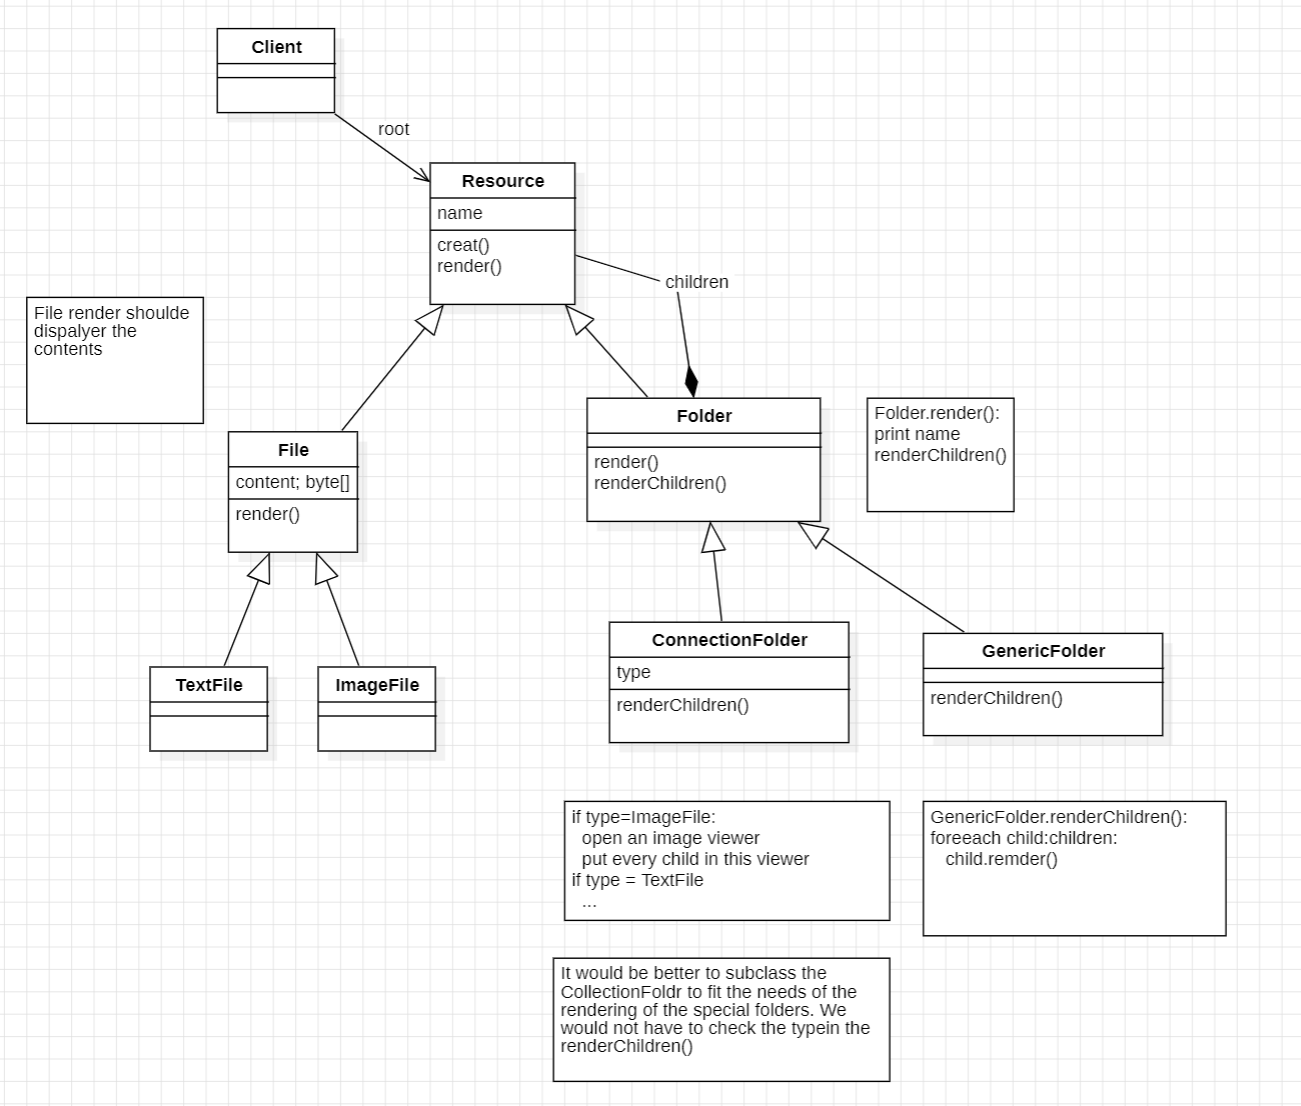 Client
root
Resource
name
creat()
render()
children
File render shoulde
dispalyer the
contents
File
content; byte[]
render()
Folder
render()
renderChildren()
Folder.render():
print name
renderChildren()
TextFile
ImageFile
ConnectionFolder
type
renderChildren()
GenericFolder
renderChildren()
if type=ImageFile:
open an image viewer
put every child in this viewer
if type = TextFile
...
GenericFolder.renderChildren():
foreeach child:children:
child.remder()
It would be better to subclass the
CollectionFoldr to fit the needs of the
rendering of the special folders. We
would not have to check the typein the
renderChildren()